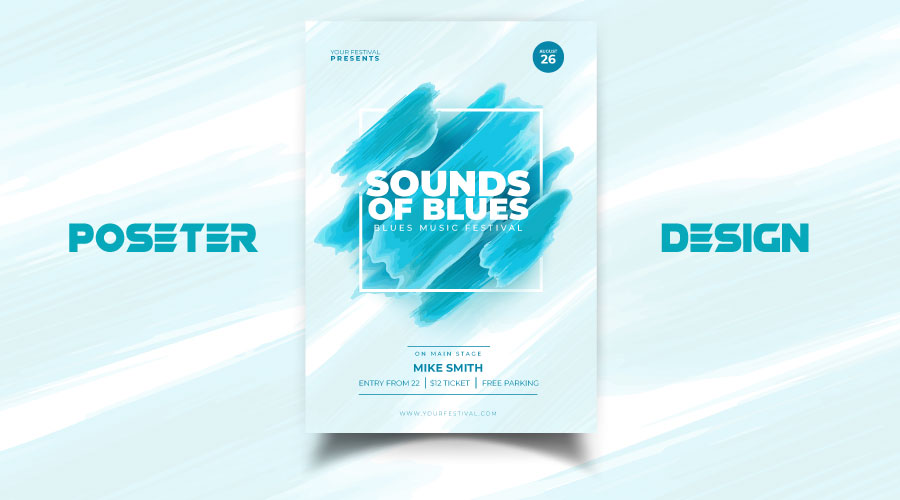 YOUR FESTIVAL
PRESENTS
AUGUST
26
SOUNDS
OF BLUES
BLUES MUSIC FESTIVAL
POSETER
DESIGN
ON MAIN STAGE
MIKE SMITH
ENTRY FROM 22 | $12 TICKET | FREE PARKING
WWW.YOURFESTIVAL.COM